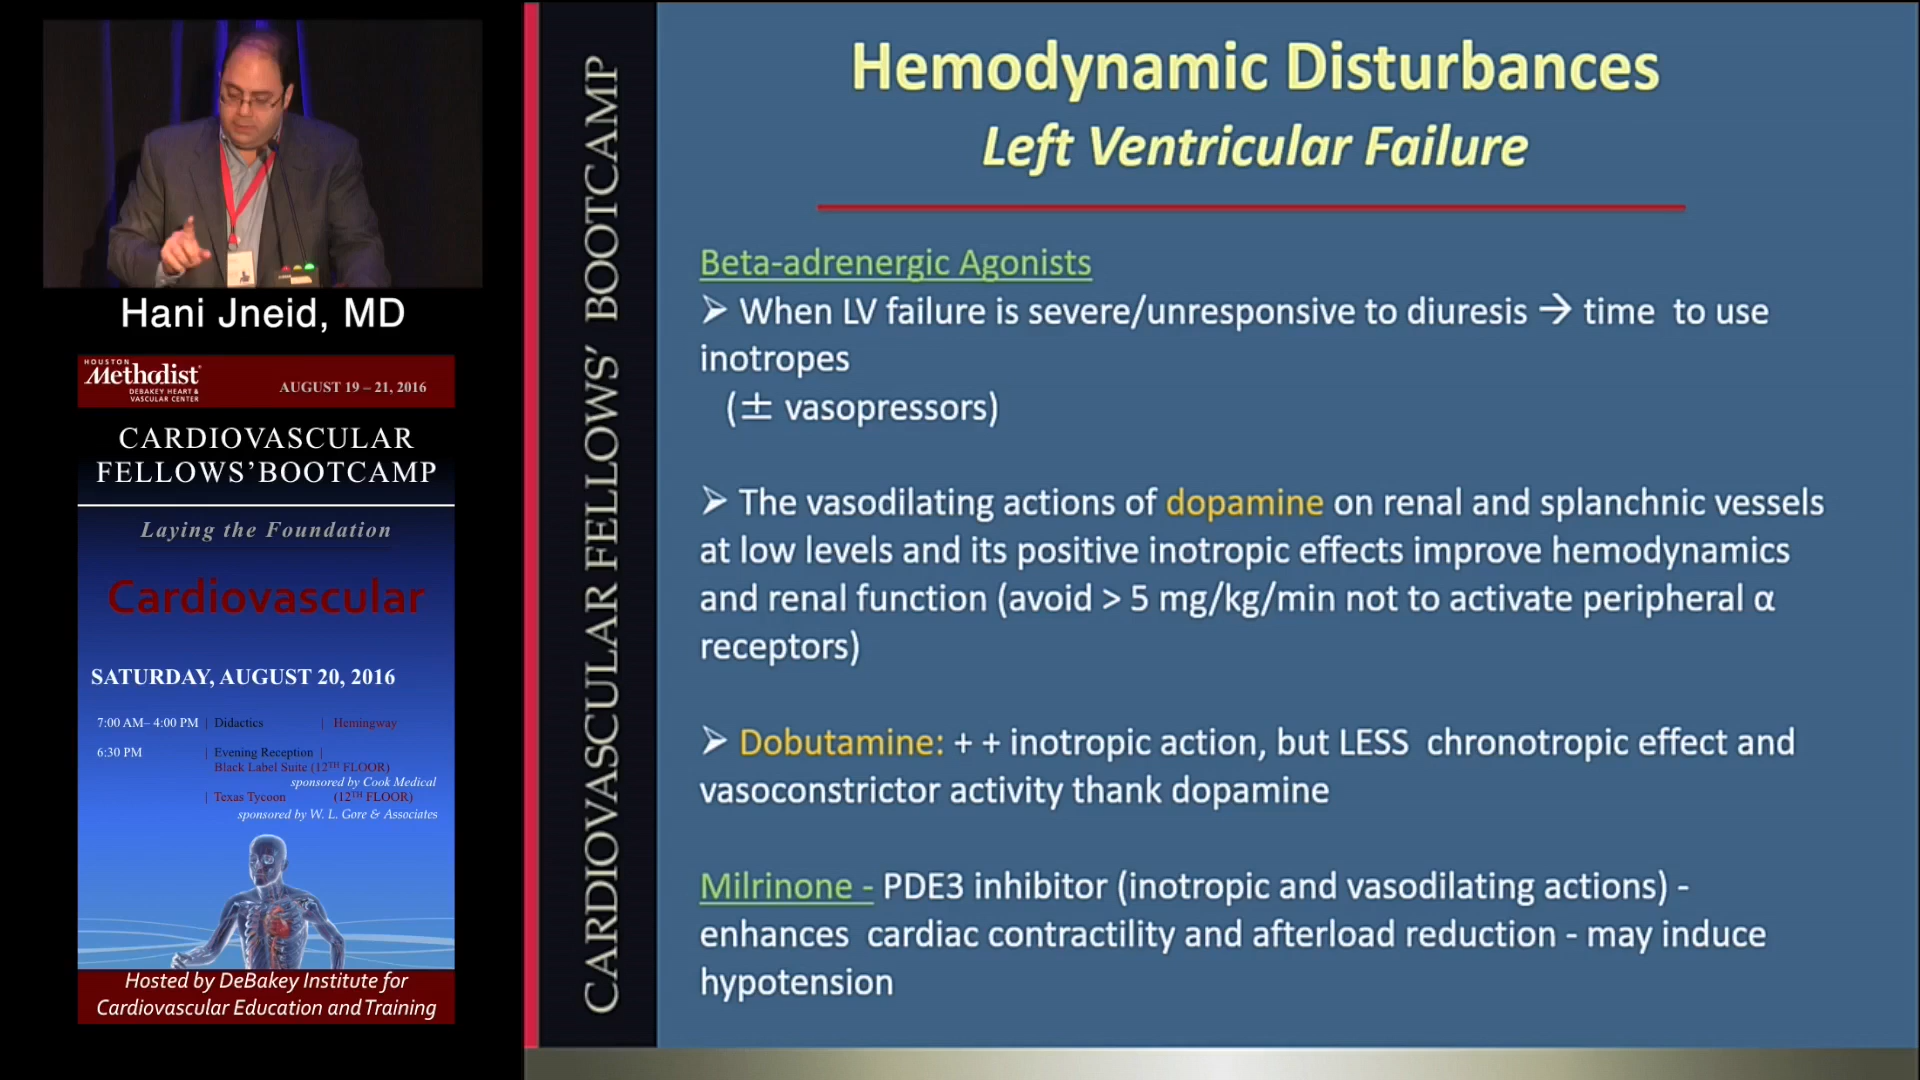 Hani Jneid, MD
HOUSTON
Methodist
DEBAKEY HEART &
VASCULAR CENTER
AUGUST 19 – 21, 2016
CARDIOVASCULAR
FELLOWS'BOOTCAMP
Laying the Foundation
Cardiovascular
SATURDAY, AUGUST 20, 2016
7:00 AM– 4:00 PM | Didactics | Hemingway
6:30 PM | Evening Reception |
Black Label Suite (12TH FLOOR)
sponsored by Cook Medical
| Texas Tycoon (12TH FLOOR)
sponsored by W. L. Gore & Associates
Hosted by DeBakey Institute for
Cardiovascular Education and Training
CARDIOVASCULAR FELLOWS' BOOTCAMP
Hemodynamic Disturbances
Left Ventricular Failure
Beta-adrenergic Agonists
➢ When LV failure is severe/unresponsive to diuresis → time to use
inotropes
(± vasopressors)
➢ The vasodilating actions of dopamine on renal and splanchnic vessels
at low levels and its positive inotropic effects improve hemodynamics
and renal function (avoid > 5 mg/kg/min not to activate peripheral α
receptors)
➢ Dobutamine: + + inotropic action, but LESS chronotropic effect and
vasoconstrictor activity thank dopamine
Milrinone - PDE3 inhibitor (inotropic and vasodilating actions) -
enhances cardiac contractility and afterload reduction - may induce
hypotension